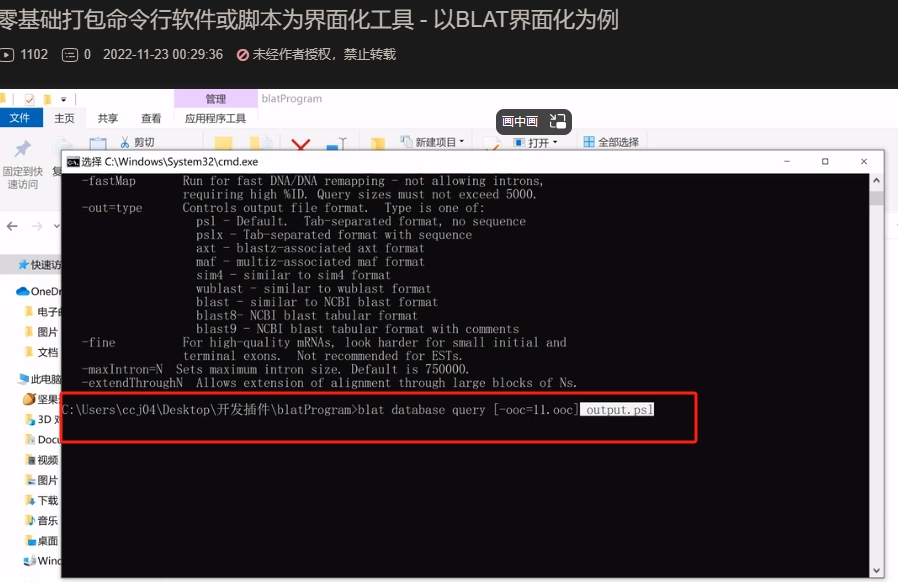 零基础打包命令行软件或脚本为界面化工具 - 以BLAT界面化为例
1102 0 2022-11-23 00:29:36 未经作者授权，禁止转载
管理 blatProgram
文件 主页 共享 查看 应用程序工具
画中画
剪切 新建项目 打开 全部选择
固定到快
速访问
选择 C:\Windows\System32\cmd.exe
-fastMap Run for fast DNA/DNA remapping - not allowing introns,
requiring high %ID. Query sizes must not exceed 5000.
-out=type Controls output file format. Type is one of:
psl - Default. Tab-separated format, no sequence
pslx - Tab-separated format with sequence
axt - blastz-associated axt format
maf - multiz-associated maf format
sim4 - similar to sim4 format
wublast - similar to wublast format
blast - similar to NCBI blast format
blast8- NCBI blast tabular format
blast9 - NCBI blast tabular format with comments
-fine For high-quality mRNAs, look harder for small initial and
terminal exons. Not recommended for ESTs.
-maxIntron=N Sets maximum intron size. Default is 750000.
-extendThroughN Allows extension of alignment through large blocks of Ns.
C:\Users\ccj04\Desktop\开发插件\blatProgram>blat database query [-ooc=11.ooc] output.psl
快速访
OneDr
电子
图片
文档
此电脑
坚果
3D
Docu
视频
图片
下载
音乐
桌面
Wind